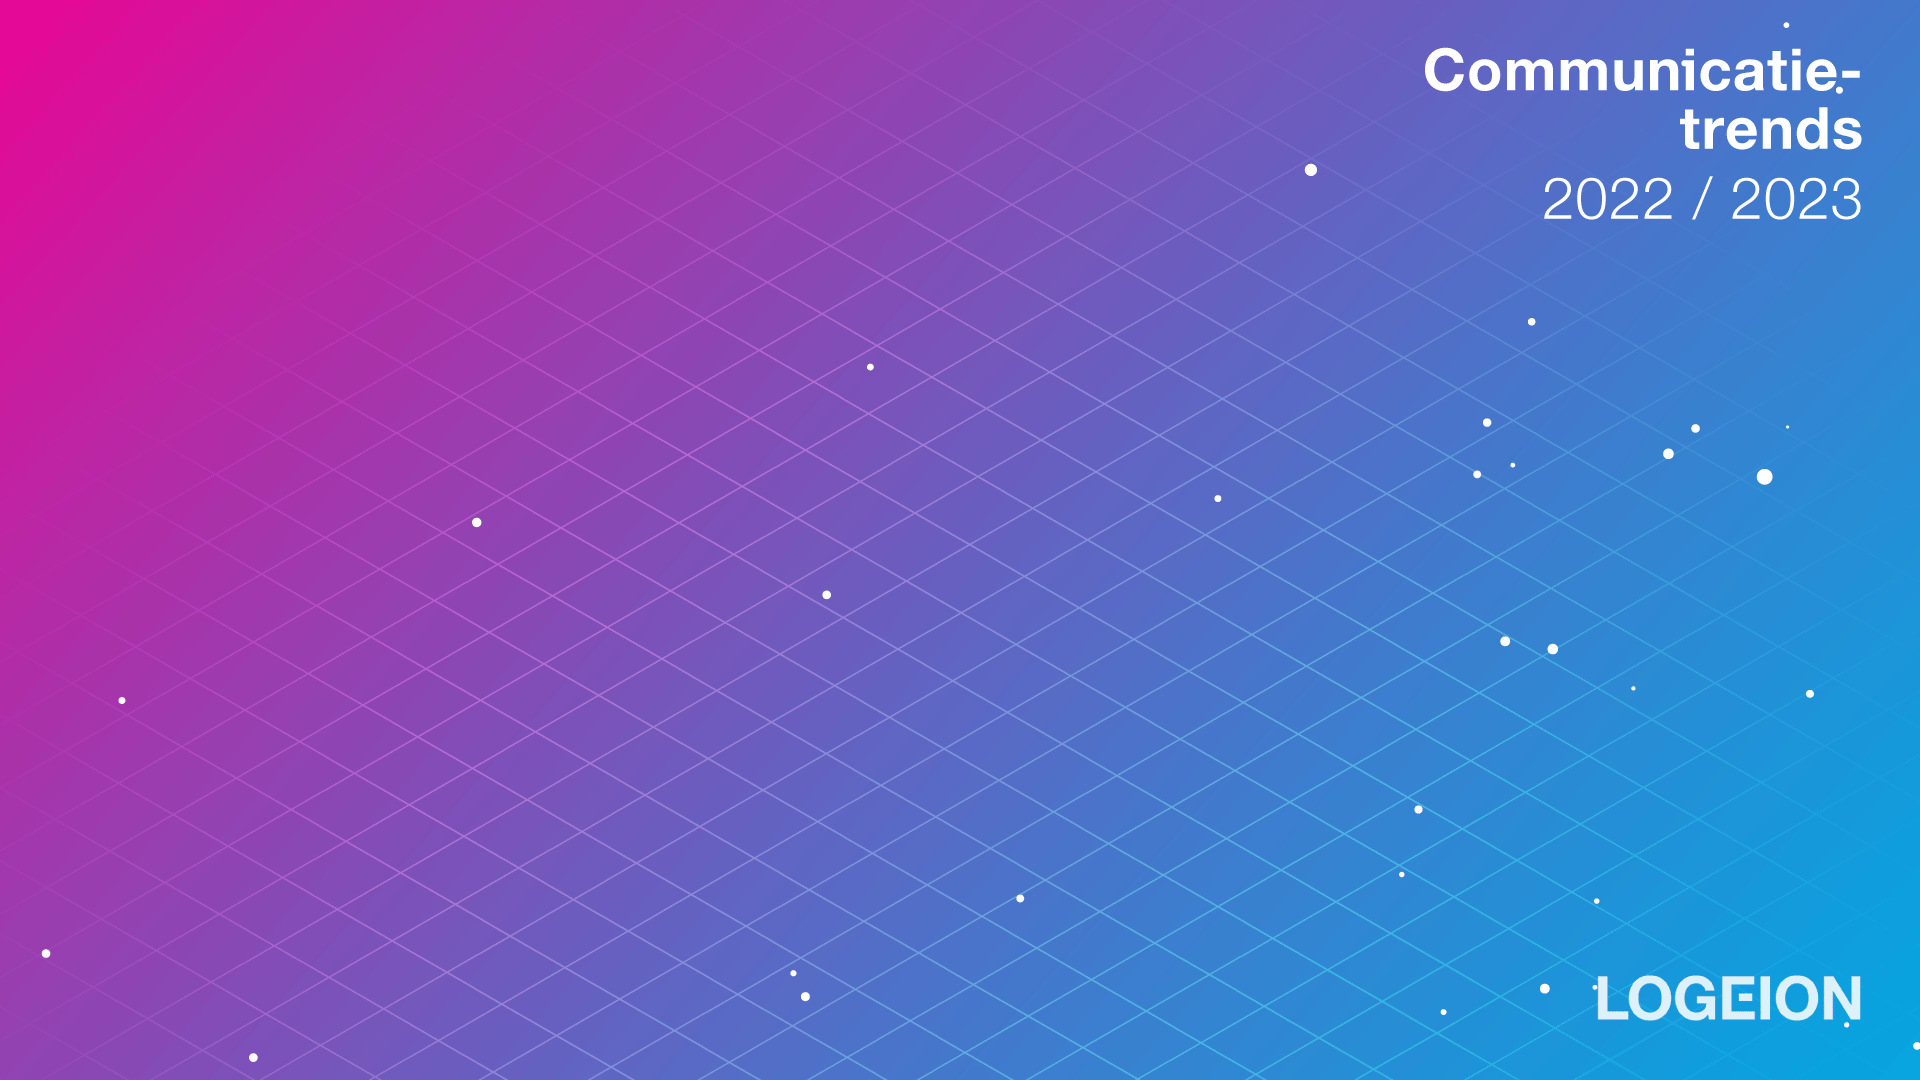 Communicatie-
trends
2022 / 2023
LOGEION